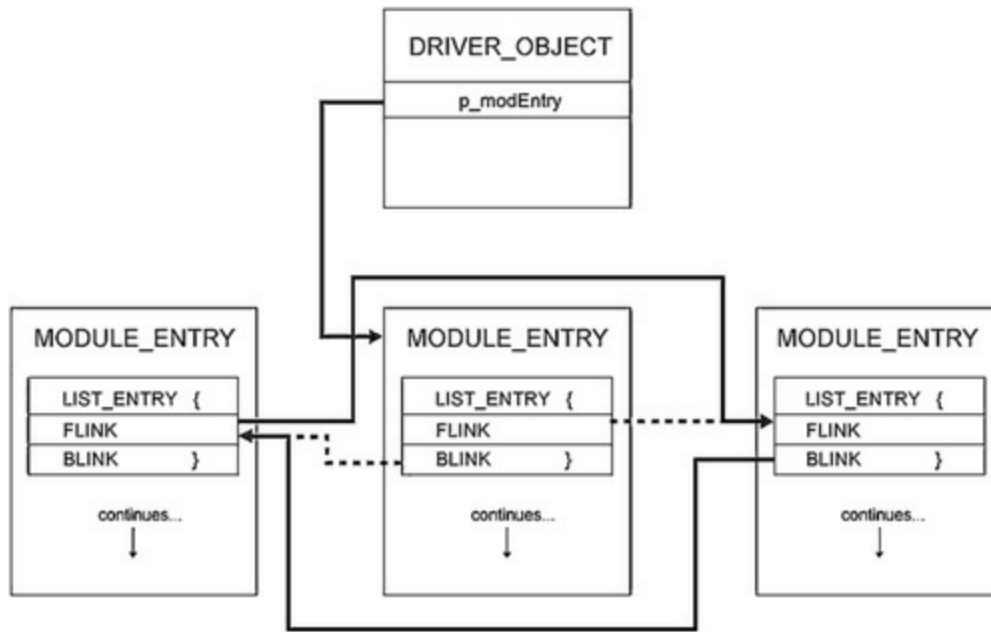 DRIVER_OBJECT
p_modEntry
MODULE_ENTRY
LIST_ENTRY {
FLINK
BLINK }
continues...
MODULE_ENTRY
LIST_ENTRY {
FLINK
BLINK }
continues...
MODULE_ENTRY
LIST_ENTRY {
FLINK
BLINK }
continues...